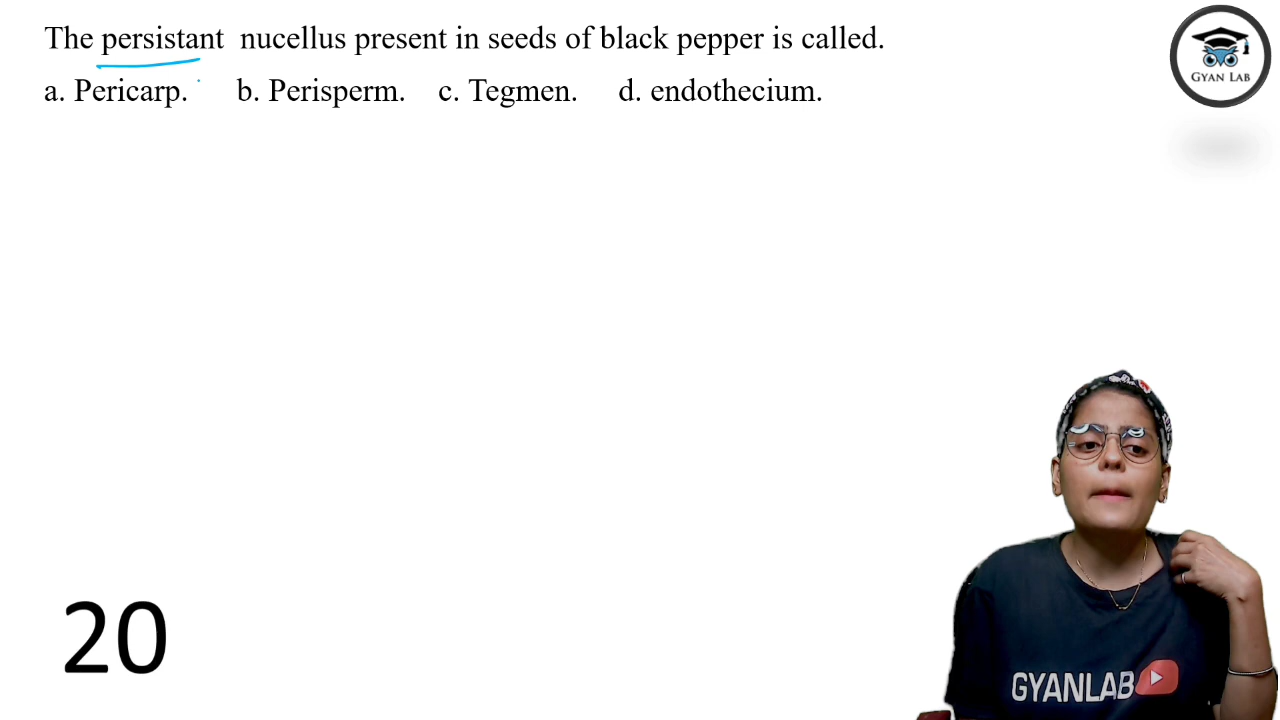 The persistant nucellus present in seeds of black pepper is called.
a. Pericarp. b. Perisperm. c. Tegmen. d. endothecium.
GYAN LAB
20
GYANLAB